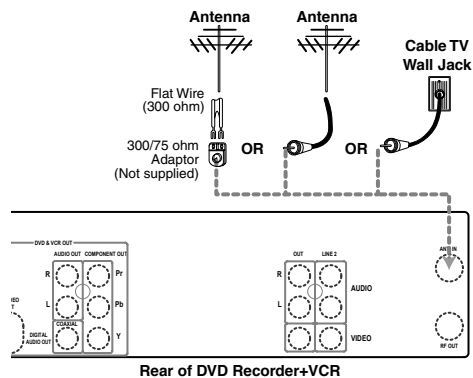 Antenna
Antenna
Cable TV
Wall Jack
Flat Wire
(300 ohm)
300/75 ohm
Adaptor
(Not supplied)
OR
OR
DVD & VCR OUT
AUDIO OUT
COMPONENT OUT
R
Pr
L
Pb
COAXIAL
DIGITAL
AUDIO OUT
Y
OUT
LINE 2
R
L
AUDIO
VIDEO
ANT IN
RF OUT
Rear of DVD Recorder+VCR